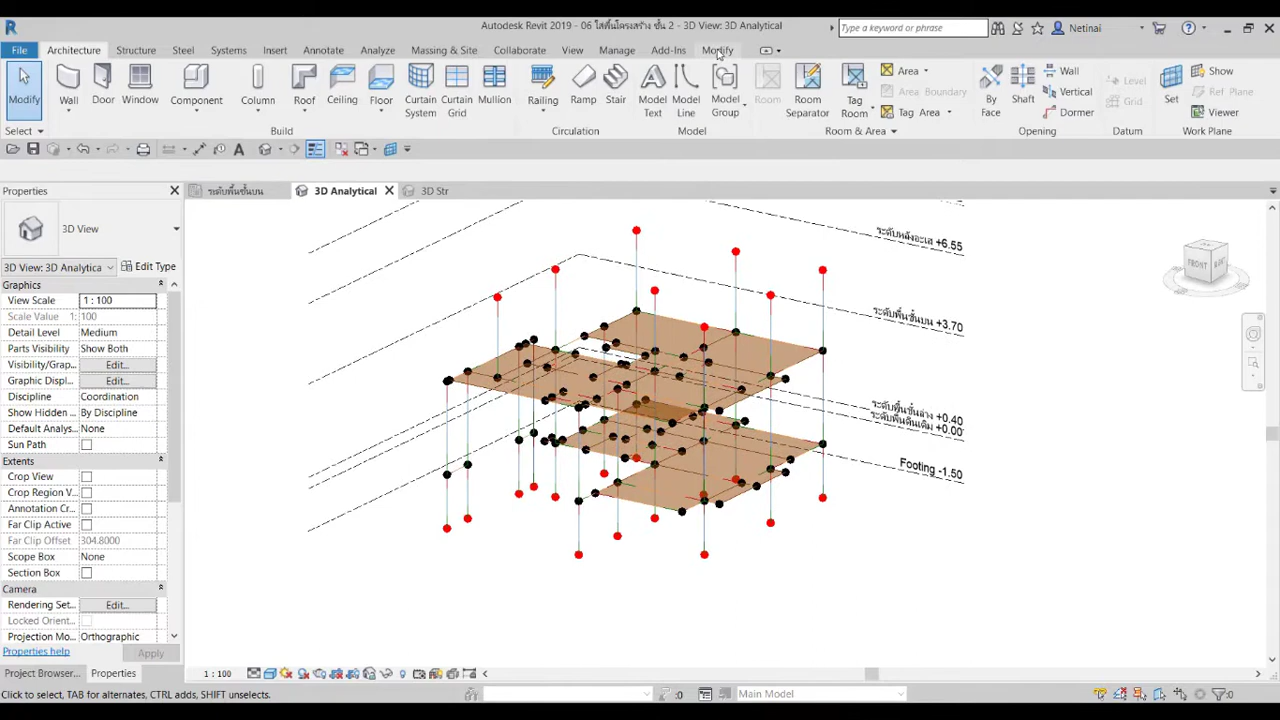 Autodesk Revit 2019 - 06 ใส่พื้นโครงสร้าง ชั้น 2 - 3D View: 3D Analytical
Type a keyword or phrase
Netinai
File Architecture Structure Steel Systems Insert Annotate Analyze Massing & Site Collaborate View Manage Add-Ins Modify
Modify Wall Door Window Component Column Roof Ceiling Floor Curtain System Curtain Grid Mullion Railing Ramp Stair Model Text Model Line Model Group Room Room Separator Tag Room
Area
Area Boundary
Tag Area
By Face Shaft
Wall
Vertical
Dormer
Level
Grid
Set
Show
Ref Plane
Viewer
Select Build Circulation Model Room & Area Opening Datum Work Plane
Properties
ระดับพื้นชั้นบน
3D Analytical
3D Str
3D View
3D View: 3D Analytica
Edit Type
Graphics
View Scale 1 : 100
Scale Value 1: 100
Detail Level Medium
Parts Visibility Show Both
Visibility/Grap... Edit...
Graphic Displ... Edit...
Discipline Coordination
Show Hidden ... By Discipline
Default Analys... None
Sun Path
Extents
Crop View
Crop Region V...
Annotation Cr...
Far Clip Active
Far Clip Offset 304.8000
Scope Box None
Section Box
Camera
Rendering Set... Edit...
Locked Orient...
Projection Mo... Orthographic
Properties help
Apply
Project Browser...
Properties
ระดับหลังอะเส +6.55
ระดับพื้นชั้นบน +3.70
ระดับพื้นชั้นล่าง +0.40
ระดับพื้นดินเดิม +0.00
Footing -1.50
FRONT
1 : 100
Click to select, TAB for alternates, CTRL adds, SHIFT unselects.
:0
Main Model
:0